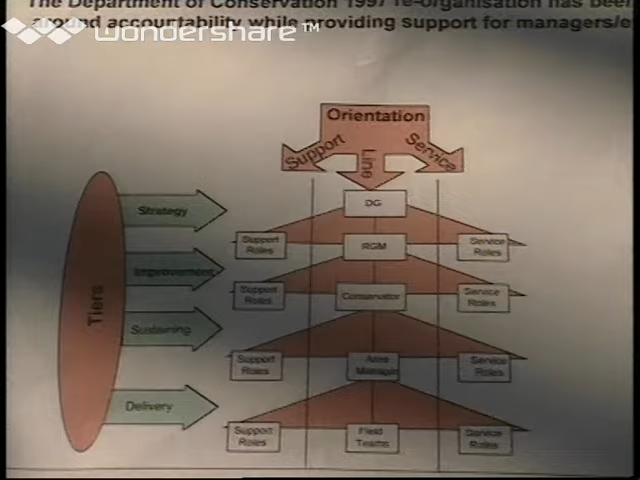 The Department of Conservation 1997 re-organisation has been
around accountability while providing support for managers/e
wondershare™
Orientation
Support
Line
Service
Tiers
Strategy
DG
Support
Roles
RGM
Service
Roles
Improvement
Support
Roles
Conservator
Service
Roles
Sustaining
Support
Roles
Area
Manager
Service
Roles
Delivery
Support
Roles
Field
Teams
Service
Roles